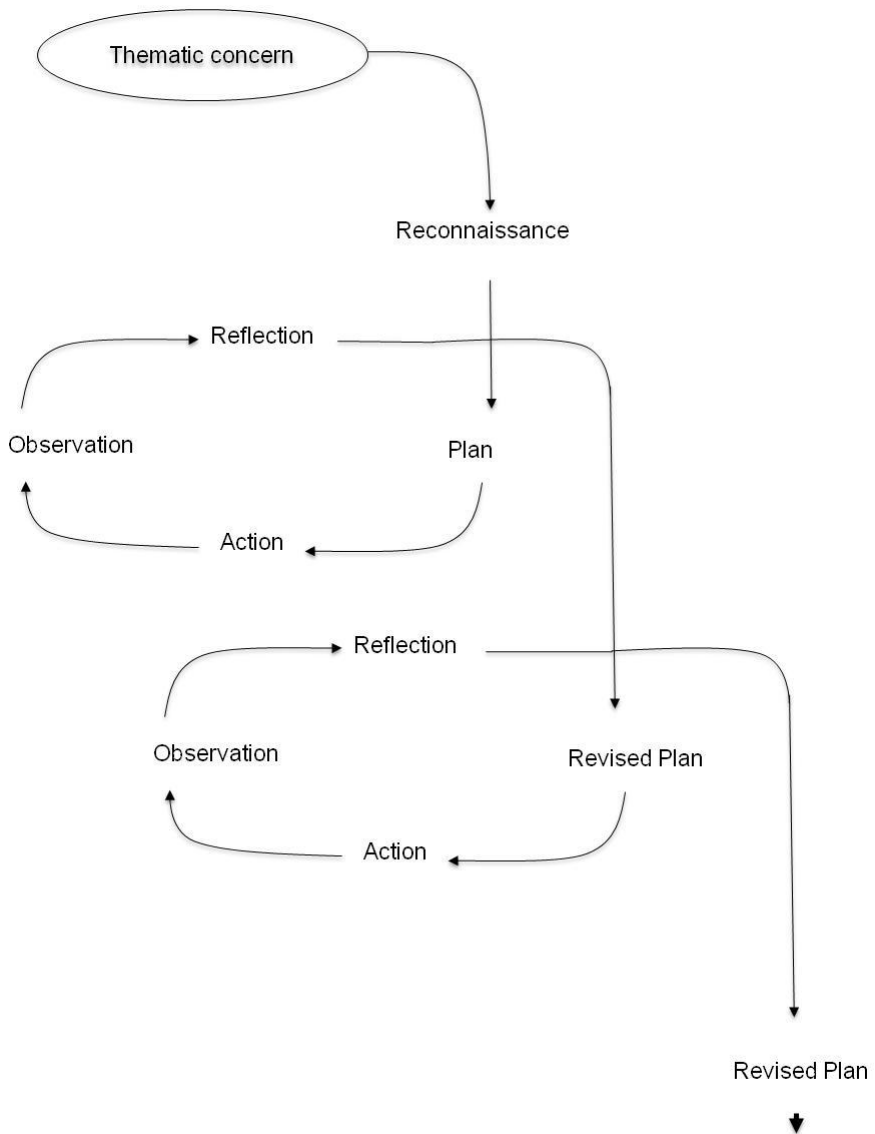 Thematic concern
Reconnaissance
Reflection
Observation
Plan
Action
Reflection
Observation
Revised Plan
Action
Revised Plan